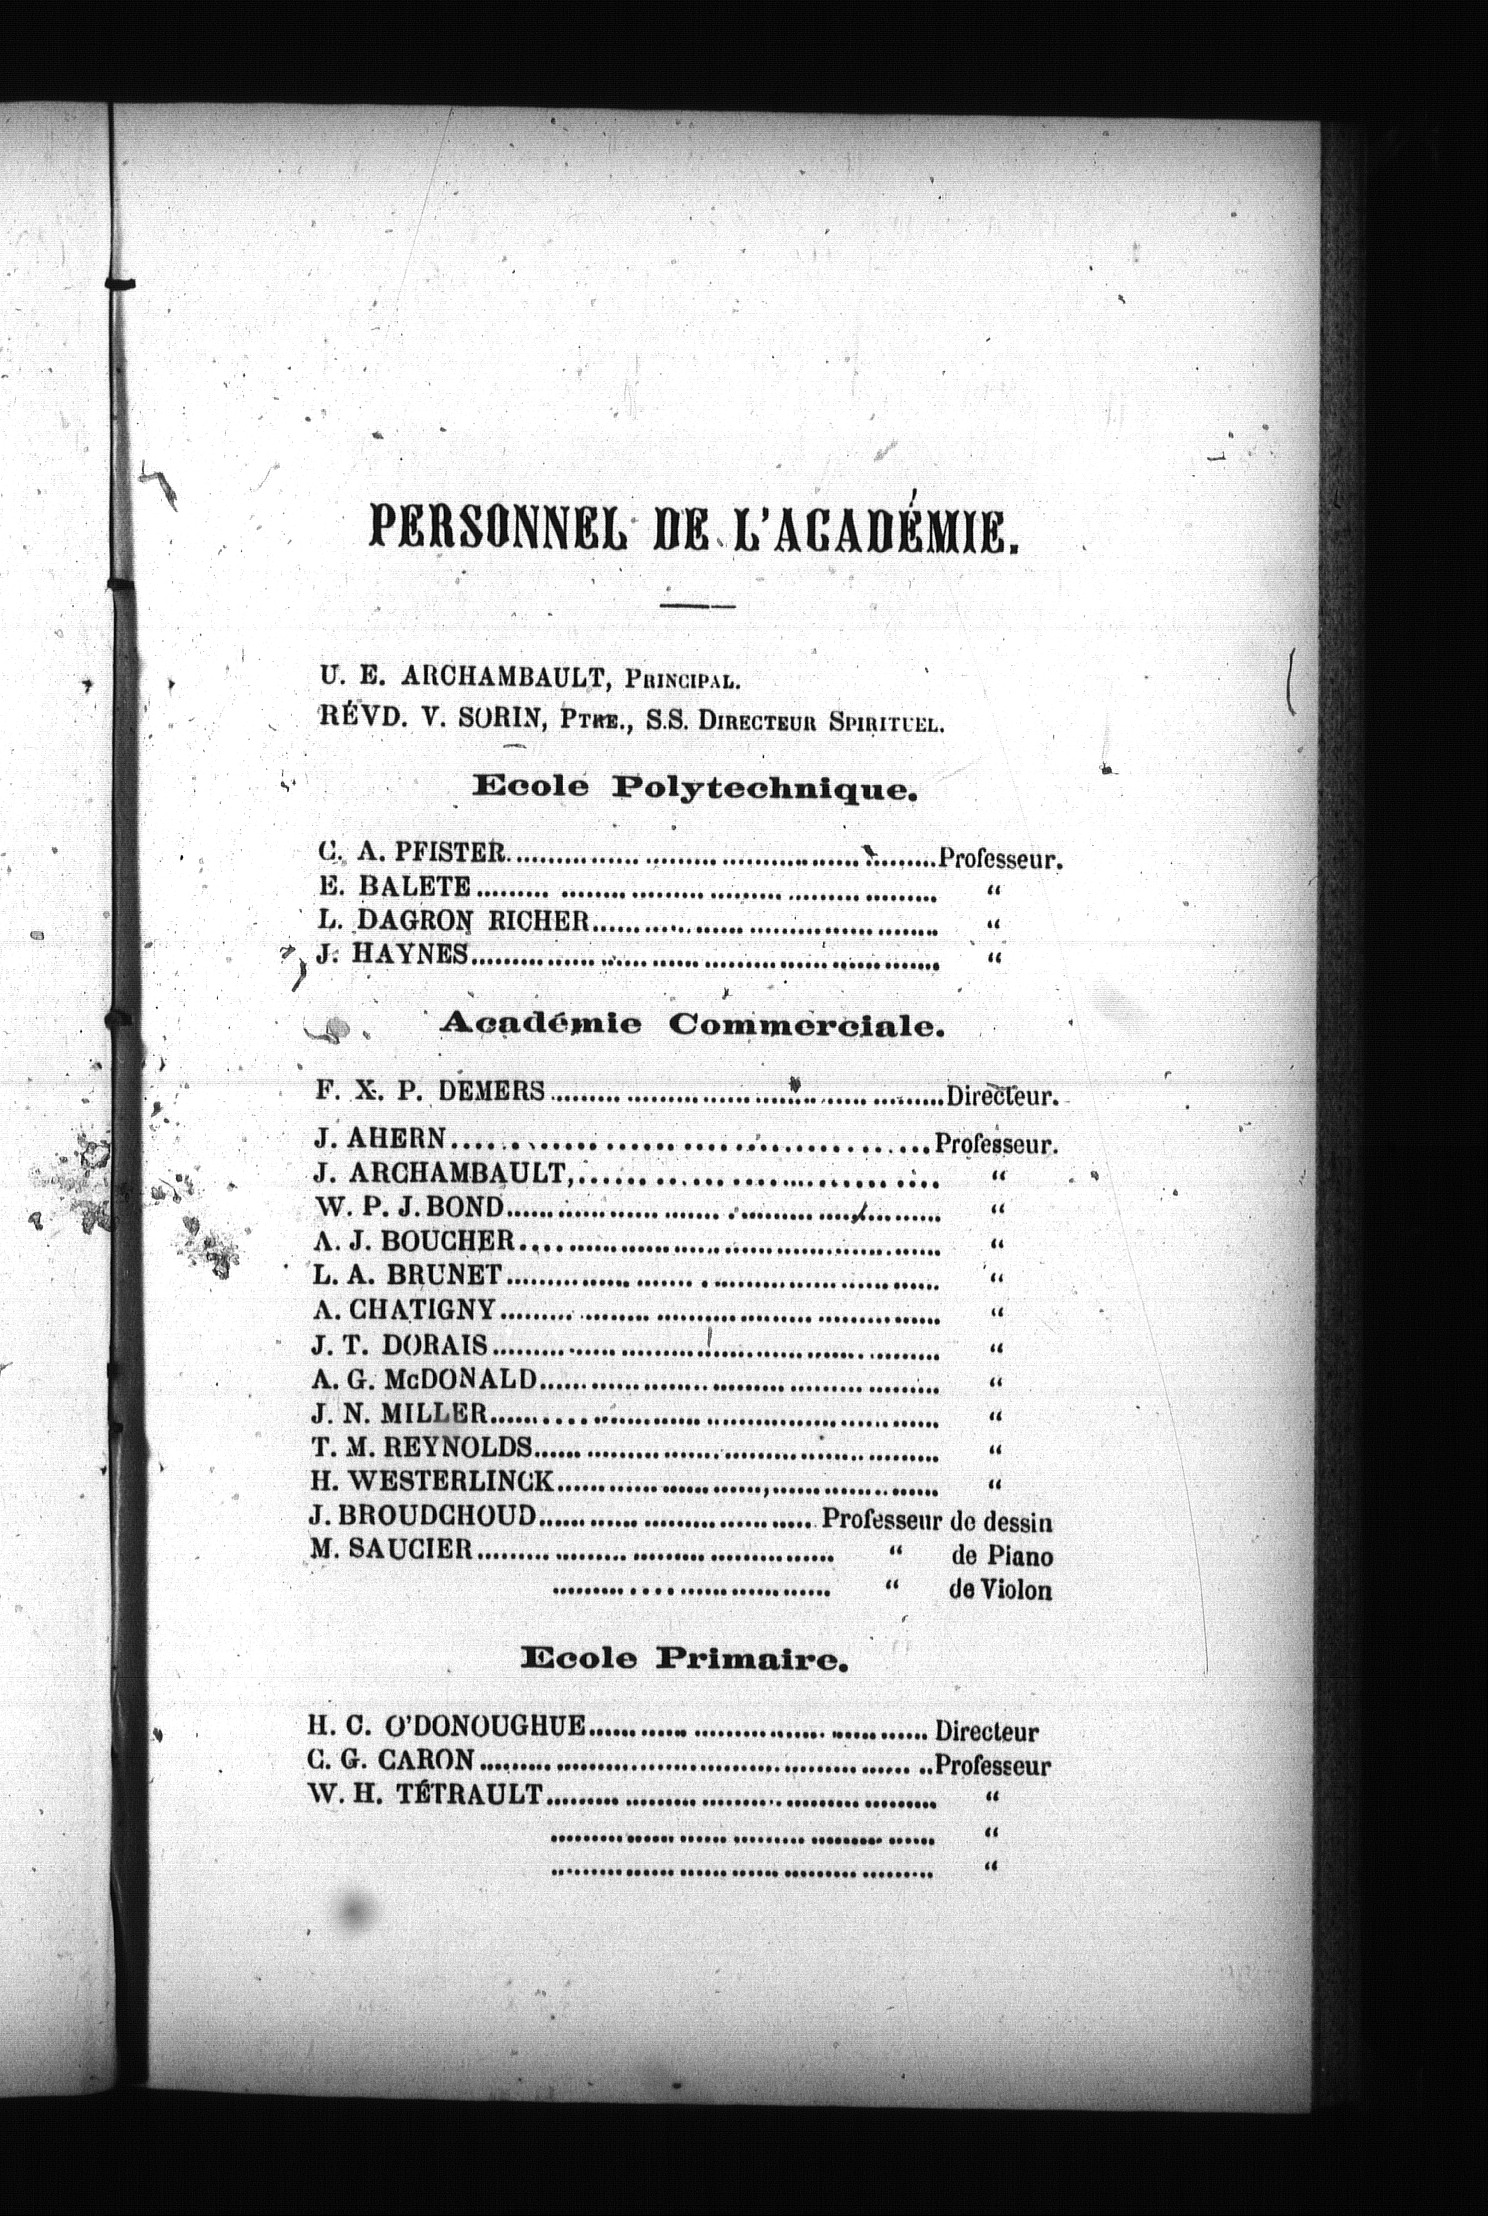 PERSONNEL DE L'ACADÉMIE.
U. E. ARCHAMBAULT, PRINCIPAL.
RÉVD. V. SORIN, PTRE., S.S. DIRECTEUR SPIRITUEL.
Ecole Polytechnique.
C. A. PFISTER..........Professeur.
E. BALETE.......... “
L. DAGRON RICHER.......... “
J. HAYNES.......... “
Académie Commerciale.
F. X. P. DEMERS..........Directeur.
J. AHERN..........Professeur.
J. ARCHAMBAULT,.......... “
W. P. J. BOND.......... “
A. J. BOUCHER.......... “
L. A. BRUNET.......... “
A. CHATIGNY.......... “
J. T. DORAIS.......... “
A. G. McDONALD.......... “
J. N. MILLER.......... “
T. M. REYNOLDS.......... “
H. WESTERLINCK.......... “
J. BROUDCHOUD.......... Professeur de dessin
M. SAUCIER.......... “ de Piano
.......... “ de Violon
Ecole Primaire.
H. C. O'DONOUGHUE.......... Directeur
C. G. CARON..........Professeur
W. H. TÉTRAULT.......... “
.......... “
.......... “